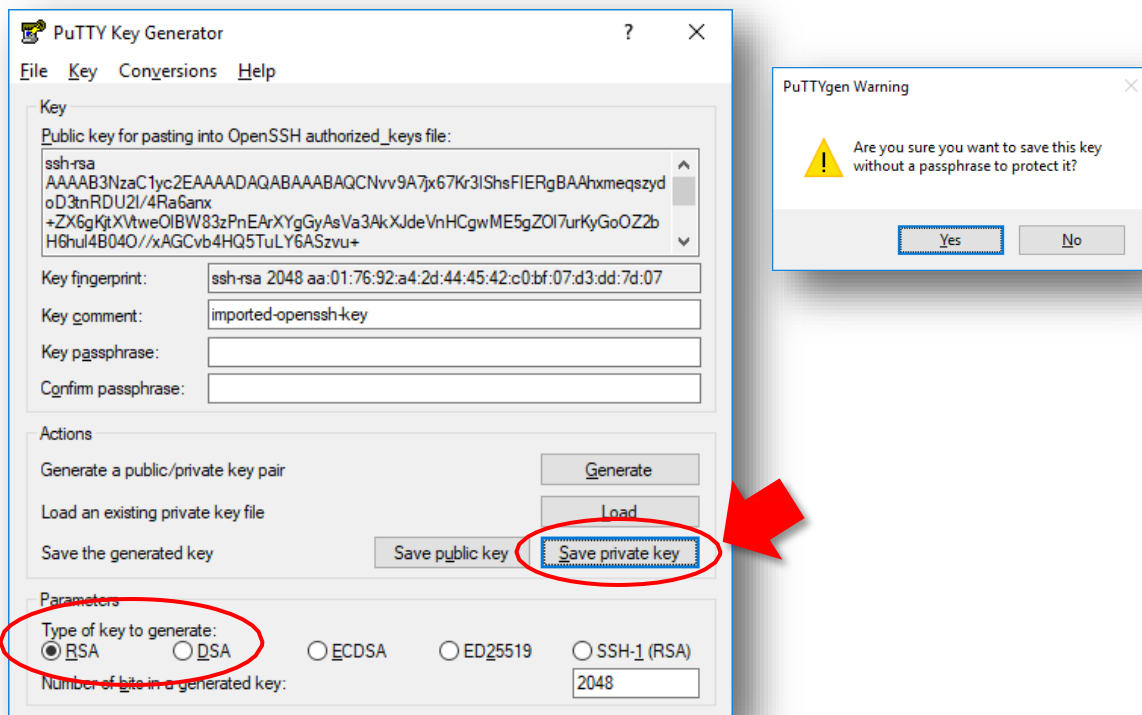 PuTTY Key Generator
? ×
File Key Conversions Help
Key
Public key for pasting into OpenSSH authorized_keys file:
ssh-rsa
AAAAB3NzaC1yc2EAAAADAQABAAABAQCNvv9A7jx67Kr3lShsFIERgBAAhxmeqszyd
oD3tnRDU2I/4Ra6anx
+ZX6gKjtXVtweOlBW83zPnEArXYgGyAsVa3AkXJdeVnHCgwME5gZOl7urKyGoOZ2b
H6hul4B04O//xAGCvb4HQ5TuLY6ASzvu+
Key fingerprint: ssh-rsa 2048 aa:01:76:92:a4:2d:44:45:42:c0:bf:07:d3:dd:7d:07
Key comment: imported-openssh-key
Key passphrase:
Confirm passphrase:
Actions
Generate a public/private key pair Generate
Load an existing private key file Load
Save the generated key Save public key Save private key
Parameters
Type of key to generate:
RSA DSA ECDSA ED25519 SSH-1 (RSA)
Number of bits in a generated key: 2048
PuTTYgen Warning
Are you sure you want to save this key
without a passphrase to protect it?
Yes No